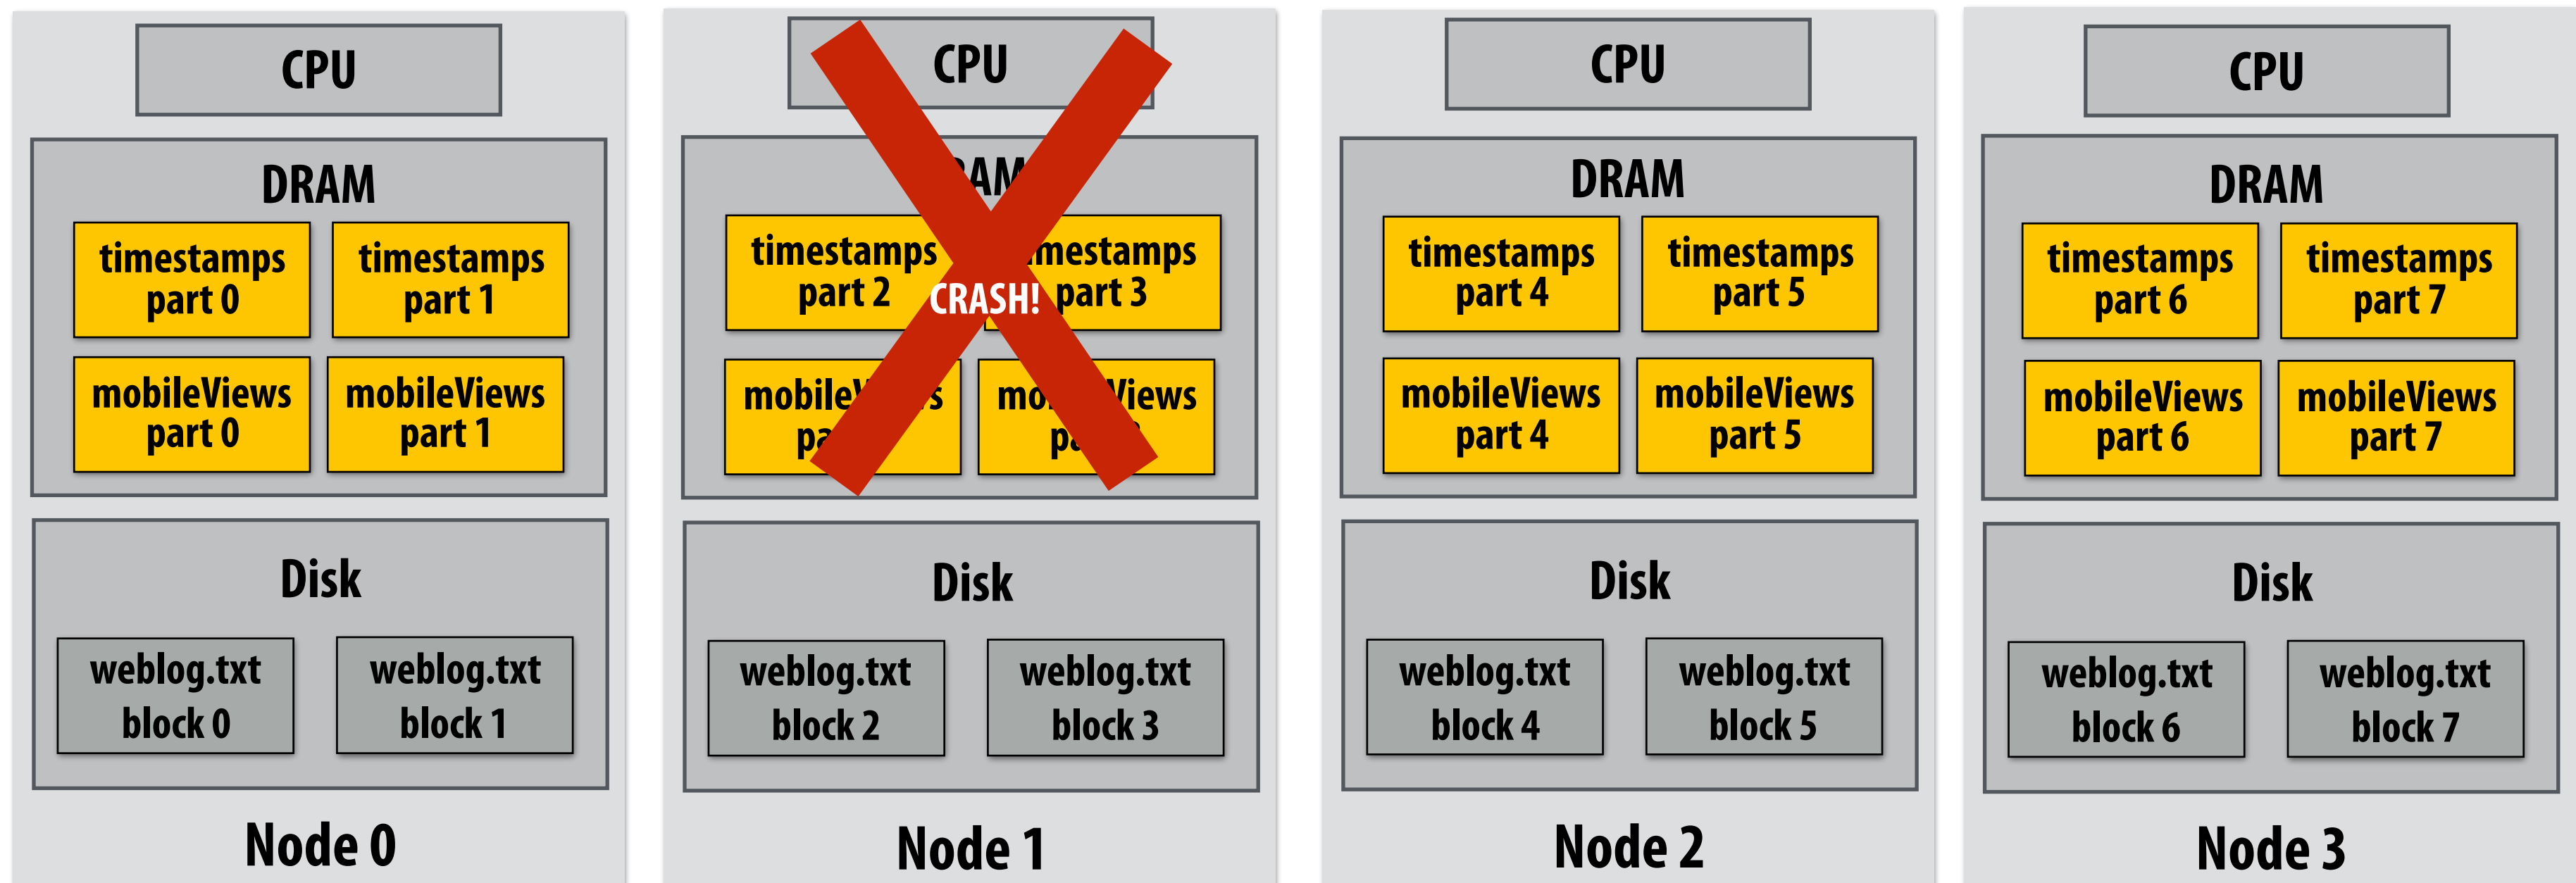 CPU
DRAM
timestamps
part 0
timestamps
part 1
mobileViews
part 0
mobileViews
part 1
Disk
weblog.txt
block 0
weblog.txt
block 1
Node 0
CPU
DRAM
timestamps
part 2
timestamps
part 3
CRASH!
mobileViews
mobileViews
Disk
weblog.txt
block 2
weblog.txt
block 3
Node 1
CPU
DRAM
timestamps
part 4
timestamps
part 5
mobileViews
part 4
mobileViews
part 5
Disk
weblog.txt
block 4
weblog.txt
block 5
Node 2
CPU
DRAM
timestamps
part 6
timestamps
part 7
mobileViews
part 6
mobileViews
part 7
Disk
weblog.txt
block 6
weblog.txt
block 7
Node 3